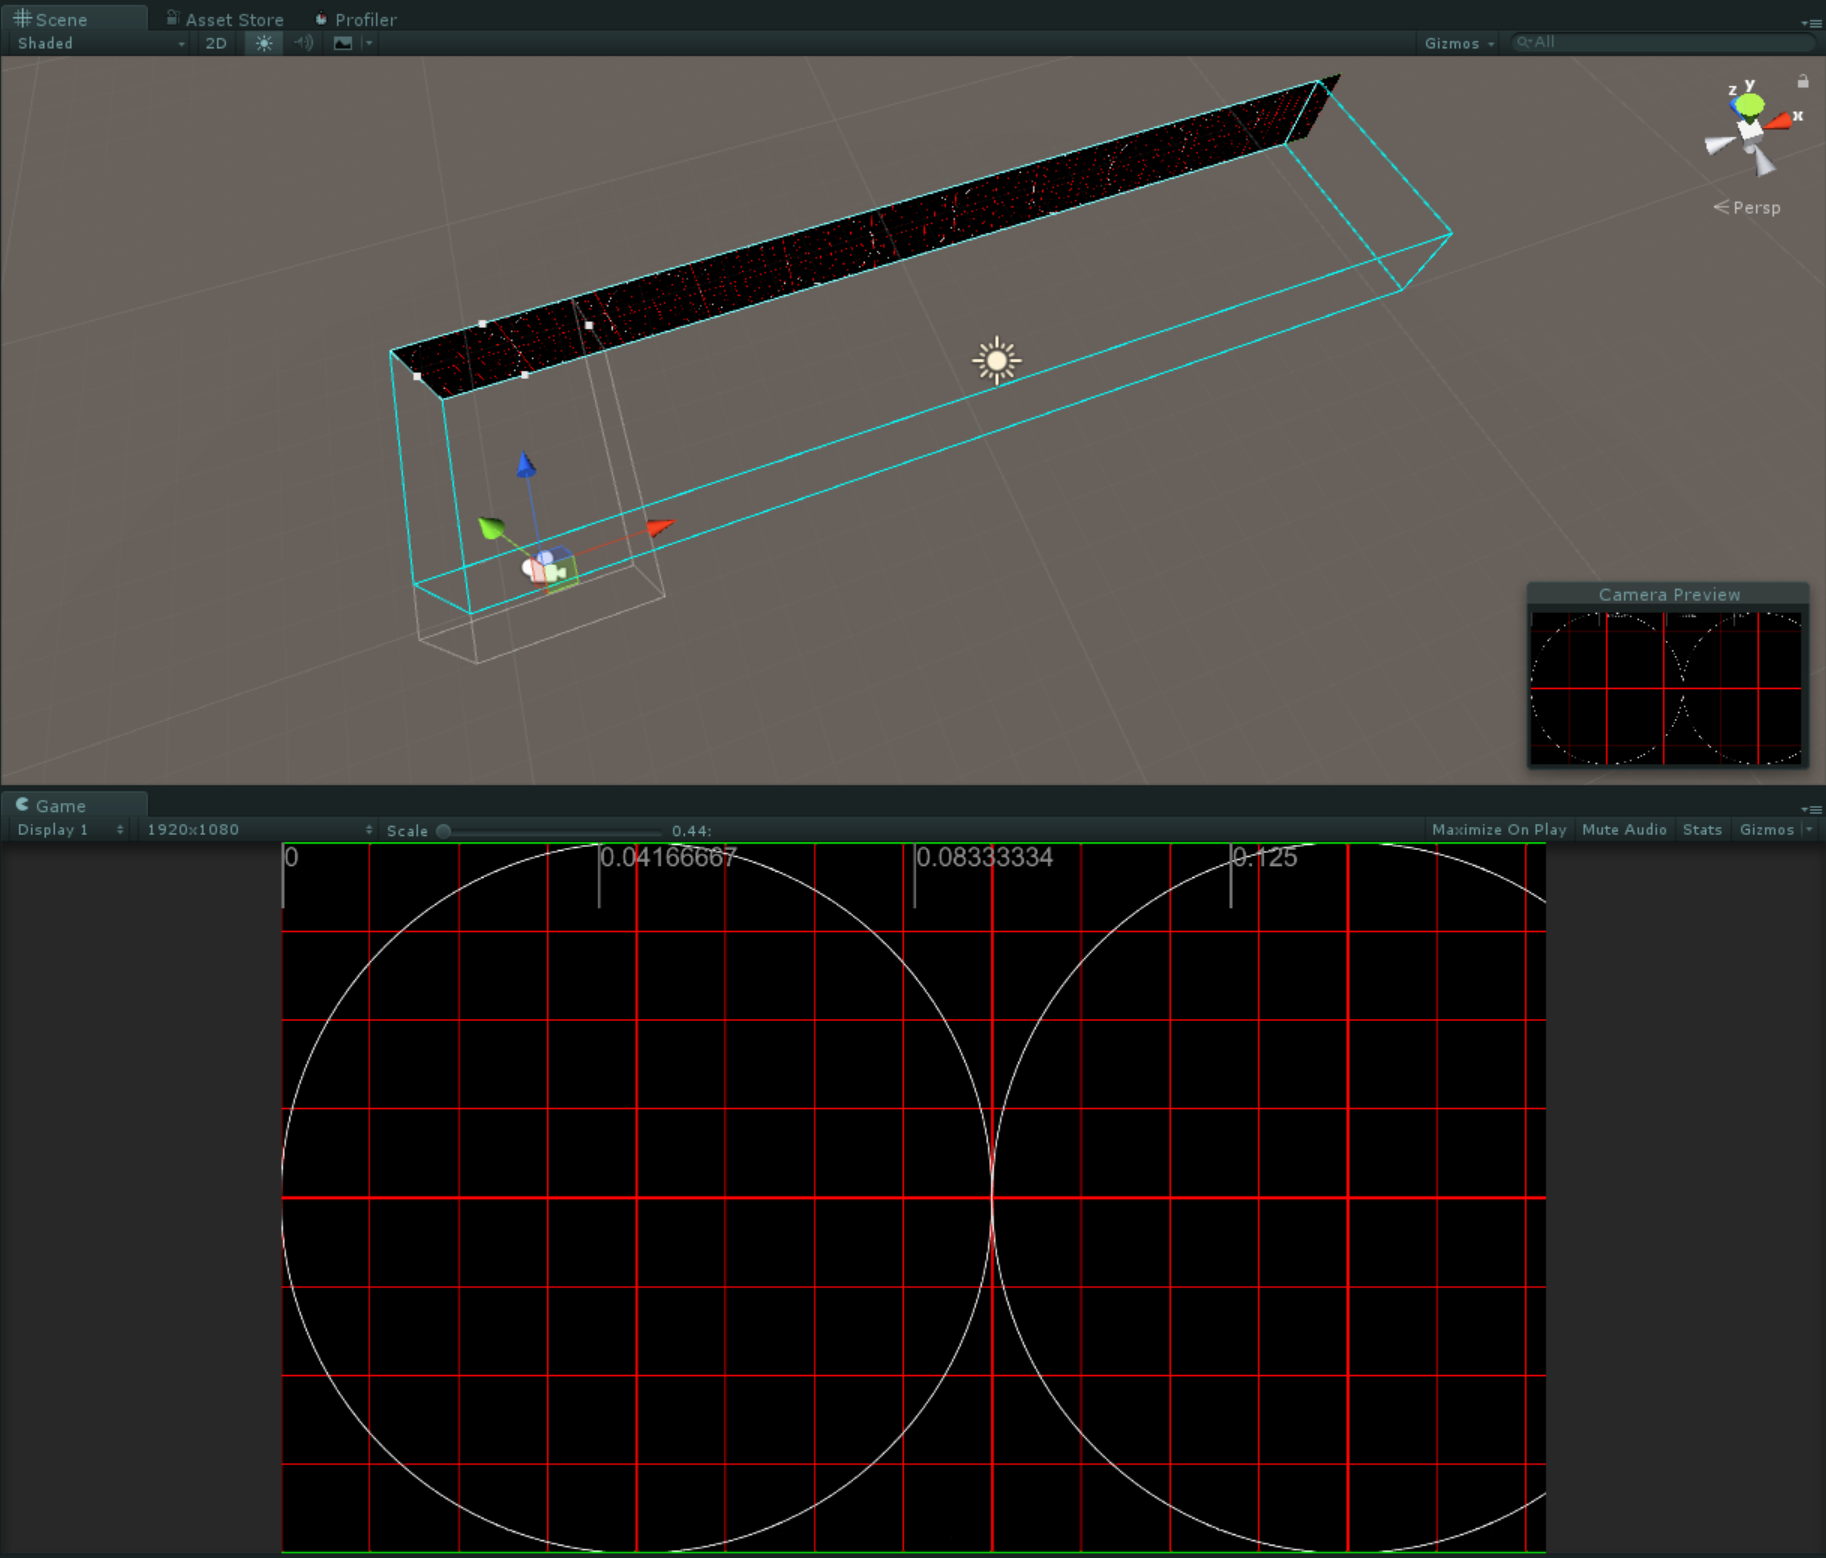 Scene Asset Store Profiler
Shaded 2D Gizmos All
y
z
x
Persp
Camera Preview
Game
Display 1 1920x1080 Scale 0.44: Maximize On Play Mute Audio Stats Gizmos
0 0.04166667 0.08333334 0.125